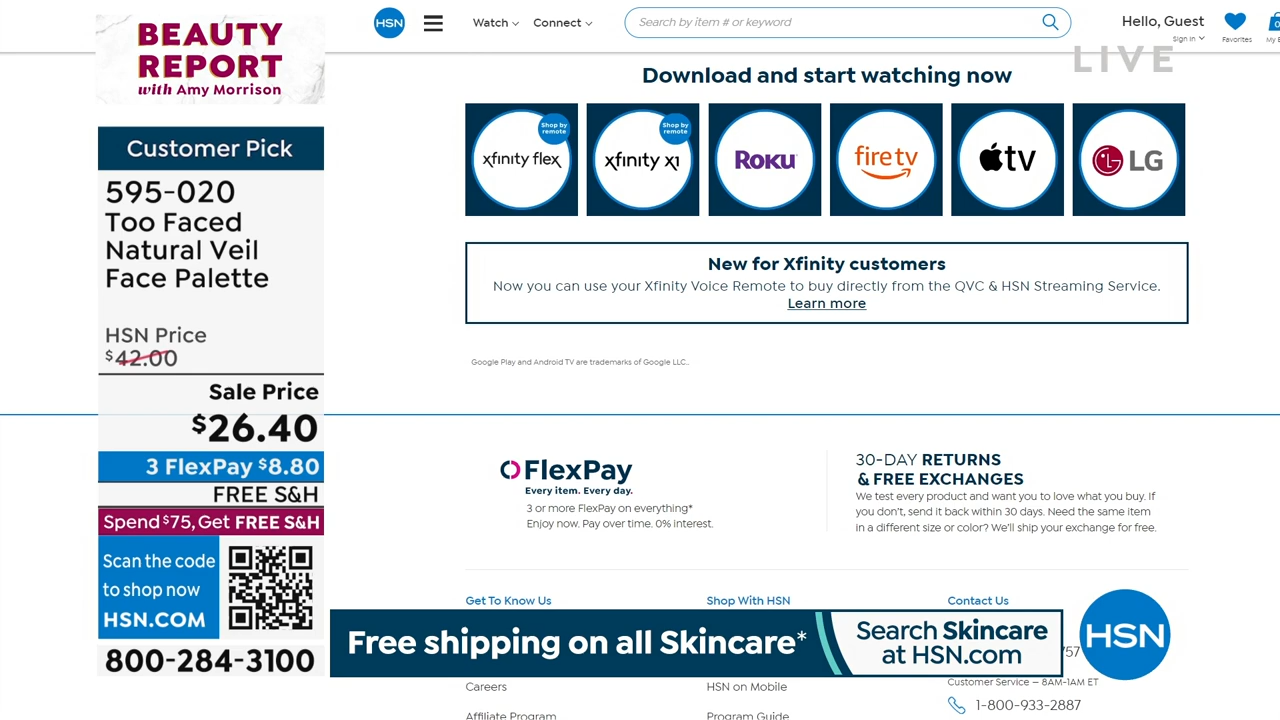 BEAUTY
REPORT
with Amy Morrison
Customer Pick
595-020
Too Faced
Natural Veil
Face Palette
HSN Price
$42.00
Sale Price
$26.40
3 FlexPay $8.80
FREE S&H
Spend $75, Get FREE S&H
Scan the code
to shop now
HSN.COM
800-284-3100
HSN
Watch
Connect
Search by item # or keyword
Hello, Guest
Sign In
Favorites
0
LIVE
Download and start watching now
Shop by
remote
xfinity flex
Shop by
remote
xfinity x1
Roku
fire tv
tv
LG
New for Xfinity customers
Now you can use your Xfinity Voice Remote to buy directly from the QVC & HSN Streaming Service.
Learn more
Google Play and Android TV are trademarks of Google LLC..
FlexPay
Every item. Every day.
3 or more FlexPay on everything*
Enjoy now. Pay over time. 0% interest.
30-DAY RETURNS
& FREE EXCHANGES
We test every product and want you to love what you buy. If
you don't, send it back within 30 days. Need the same item
in a different size or color? We'll ship your exchange for free.
Get To Know Us
Shop With HSN
Contact Us
Free shipping on all Skincare*
Search Skincare
at HSN.com
HSN
57
Customer Service – 8AM-1AM ET
Careers
HSN on Mobile
1-800-933-2887
Affiliate Program
Program Guide